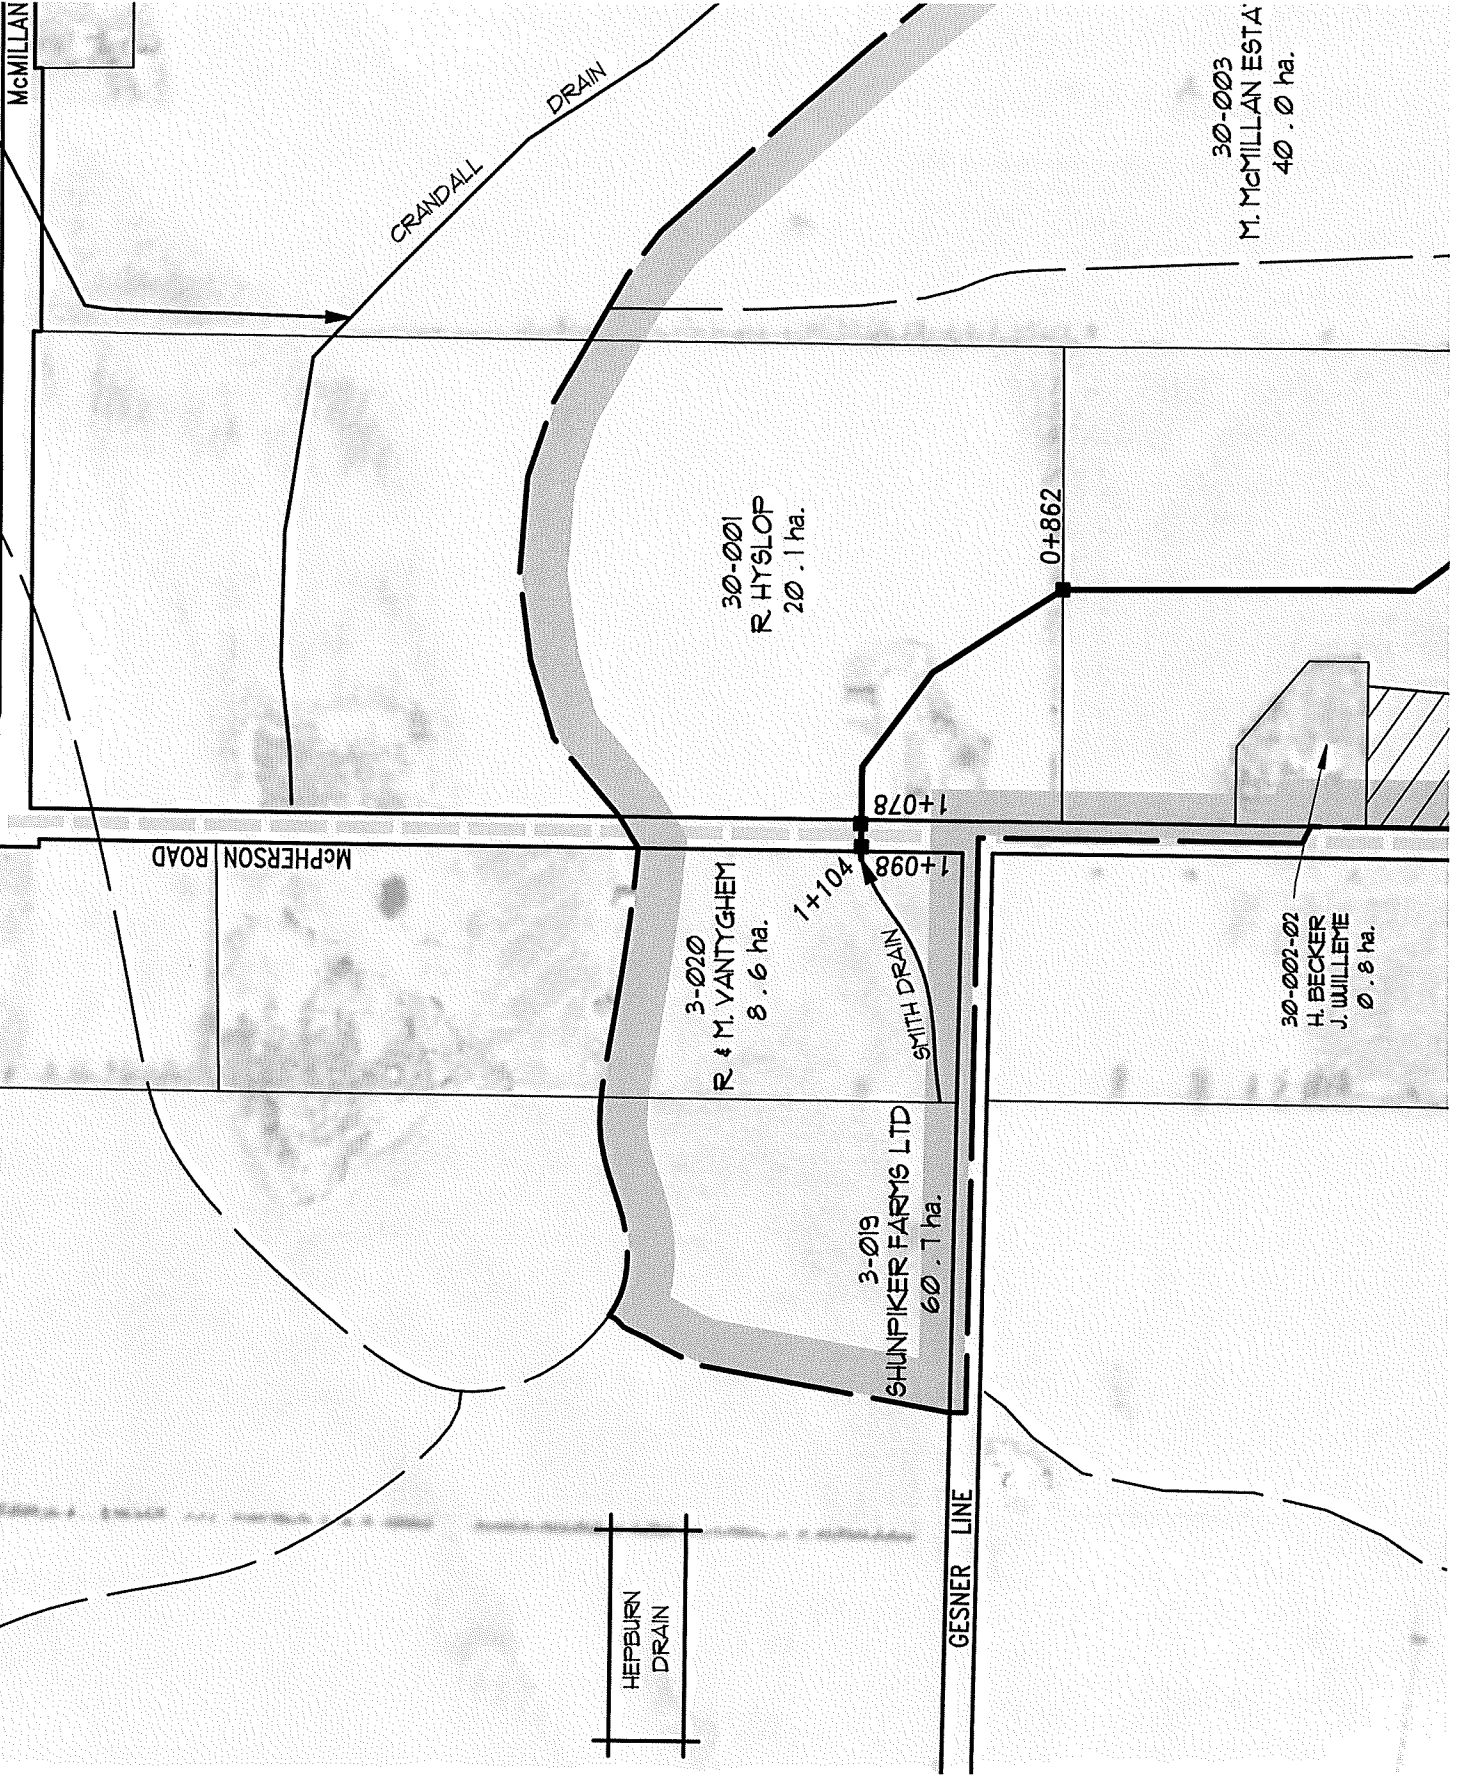 McMILLAN
CRANDALL
DRAIN
30-003
M. McMILLAN ESTA
40 . 0 ha.
30-001
R HYSLOP
20 . 1 ha.
0+862
1+078
1+098
1+104
McPHERSON ROAD
3-020
R & M. VANTYGHEM
8 . 6 ha.
SMITH DRAIN
30-002-02
H. BECKER
J. WILLEME
0 . 8 ha.
3-019
SHUNPIKER FARMS LTD
60 . 7 ha.
HEPBURN
DRAIN
GESNER LINE